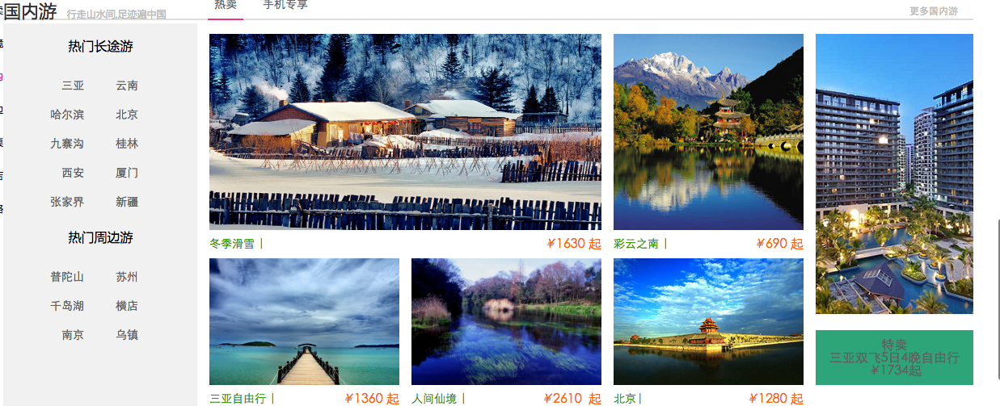 国内游 行走山水间,足迹遍中国
热卖 手机专享 更多国内游
热门长途游
三亚 云南
哈尔滨 北京
九寨沟 桂林
西安 厦门
张家界 新疆
热门周边游
普陀山 苏州
千岛湖 横店
南京 乌镇
冬季滑雪 | ¥1630 起
彩云之南 | ¥690 起
三亚自由行 | ¥1360 起
人间仙境 | ¥2610 起
北京 | ¥1280 起
特卖
三亚双飞5日4晚自由行
¥1734起